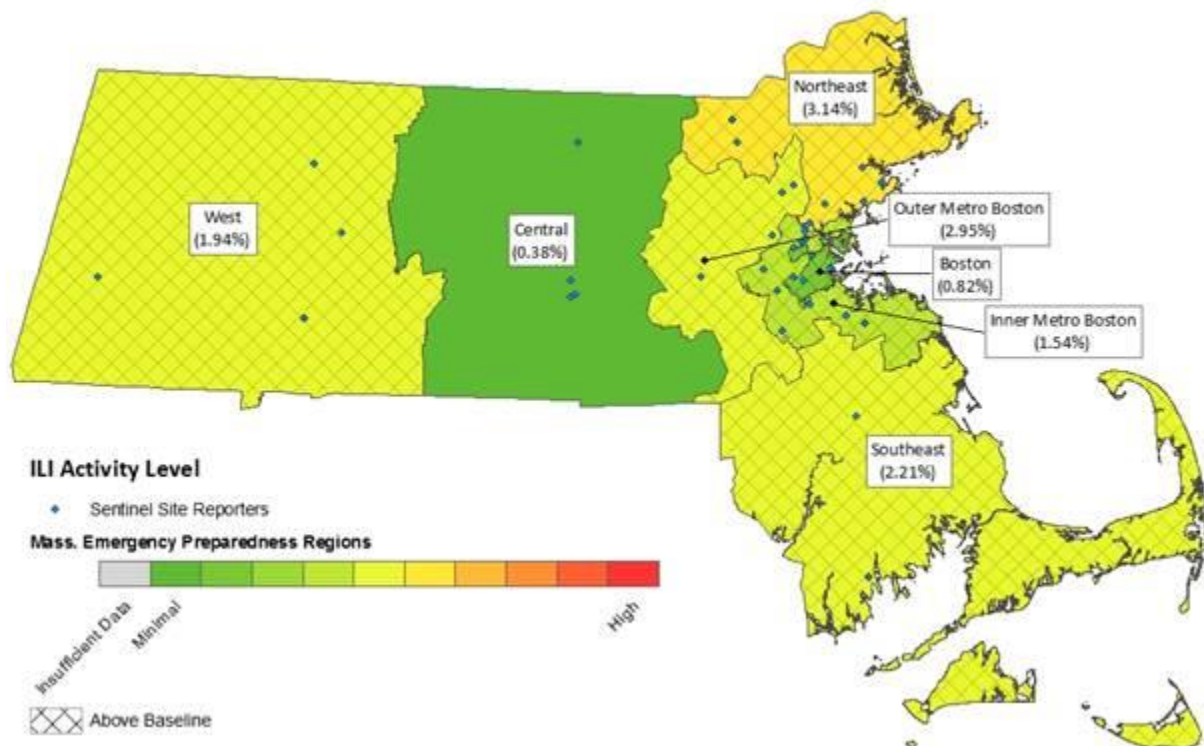 Northeast
(3.14%)
West
(1.94%)
Central
(0.38%)
Outer Metro Boston
(2.95%)
Boston
(0.82%)
Inner Metro Boston
(1.54%)
Southeast
(2.21%)
ILI Activity Level
Sentinel Site Reporters
Mass. Emergency Preparedness Regions
Insufficient Data
Minimal
High
Above Baseline